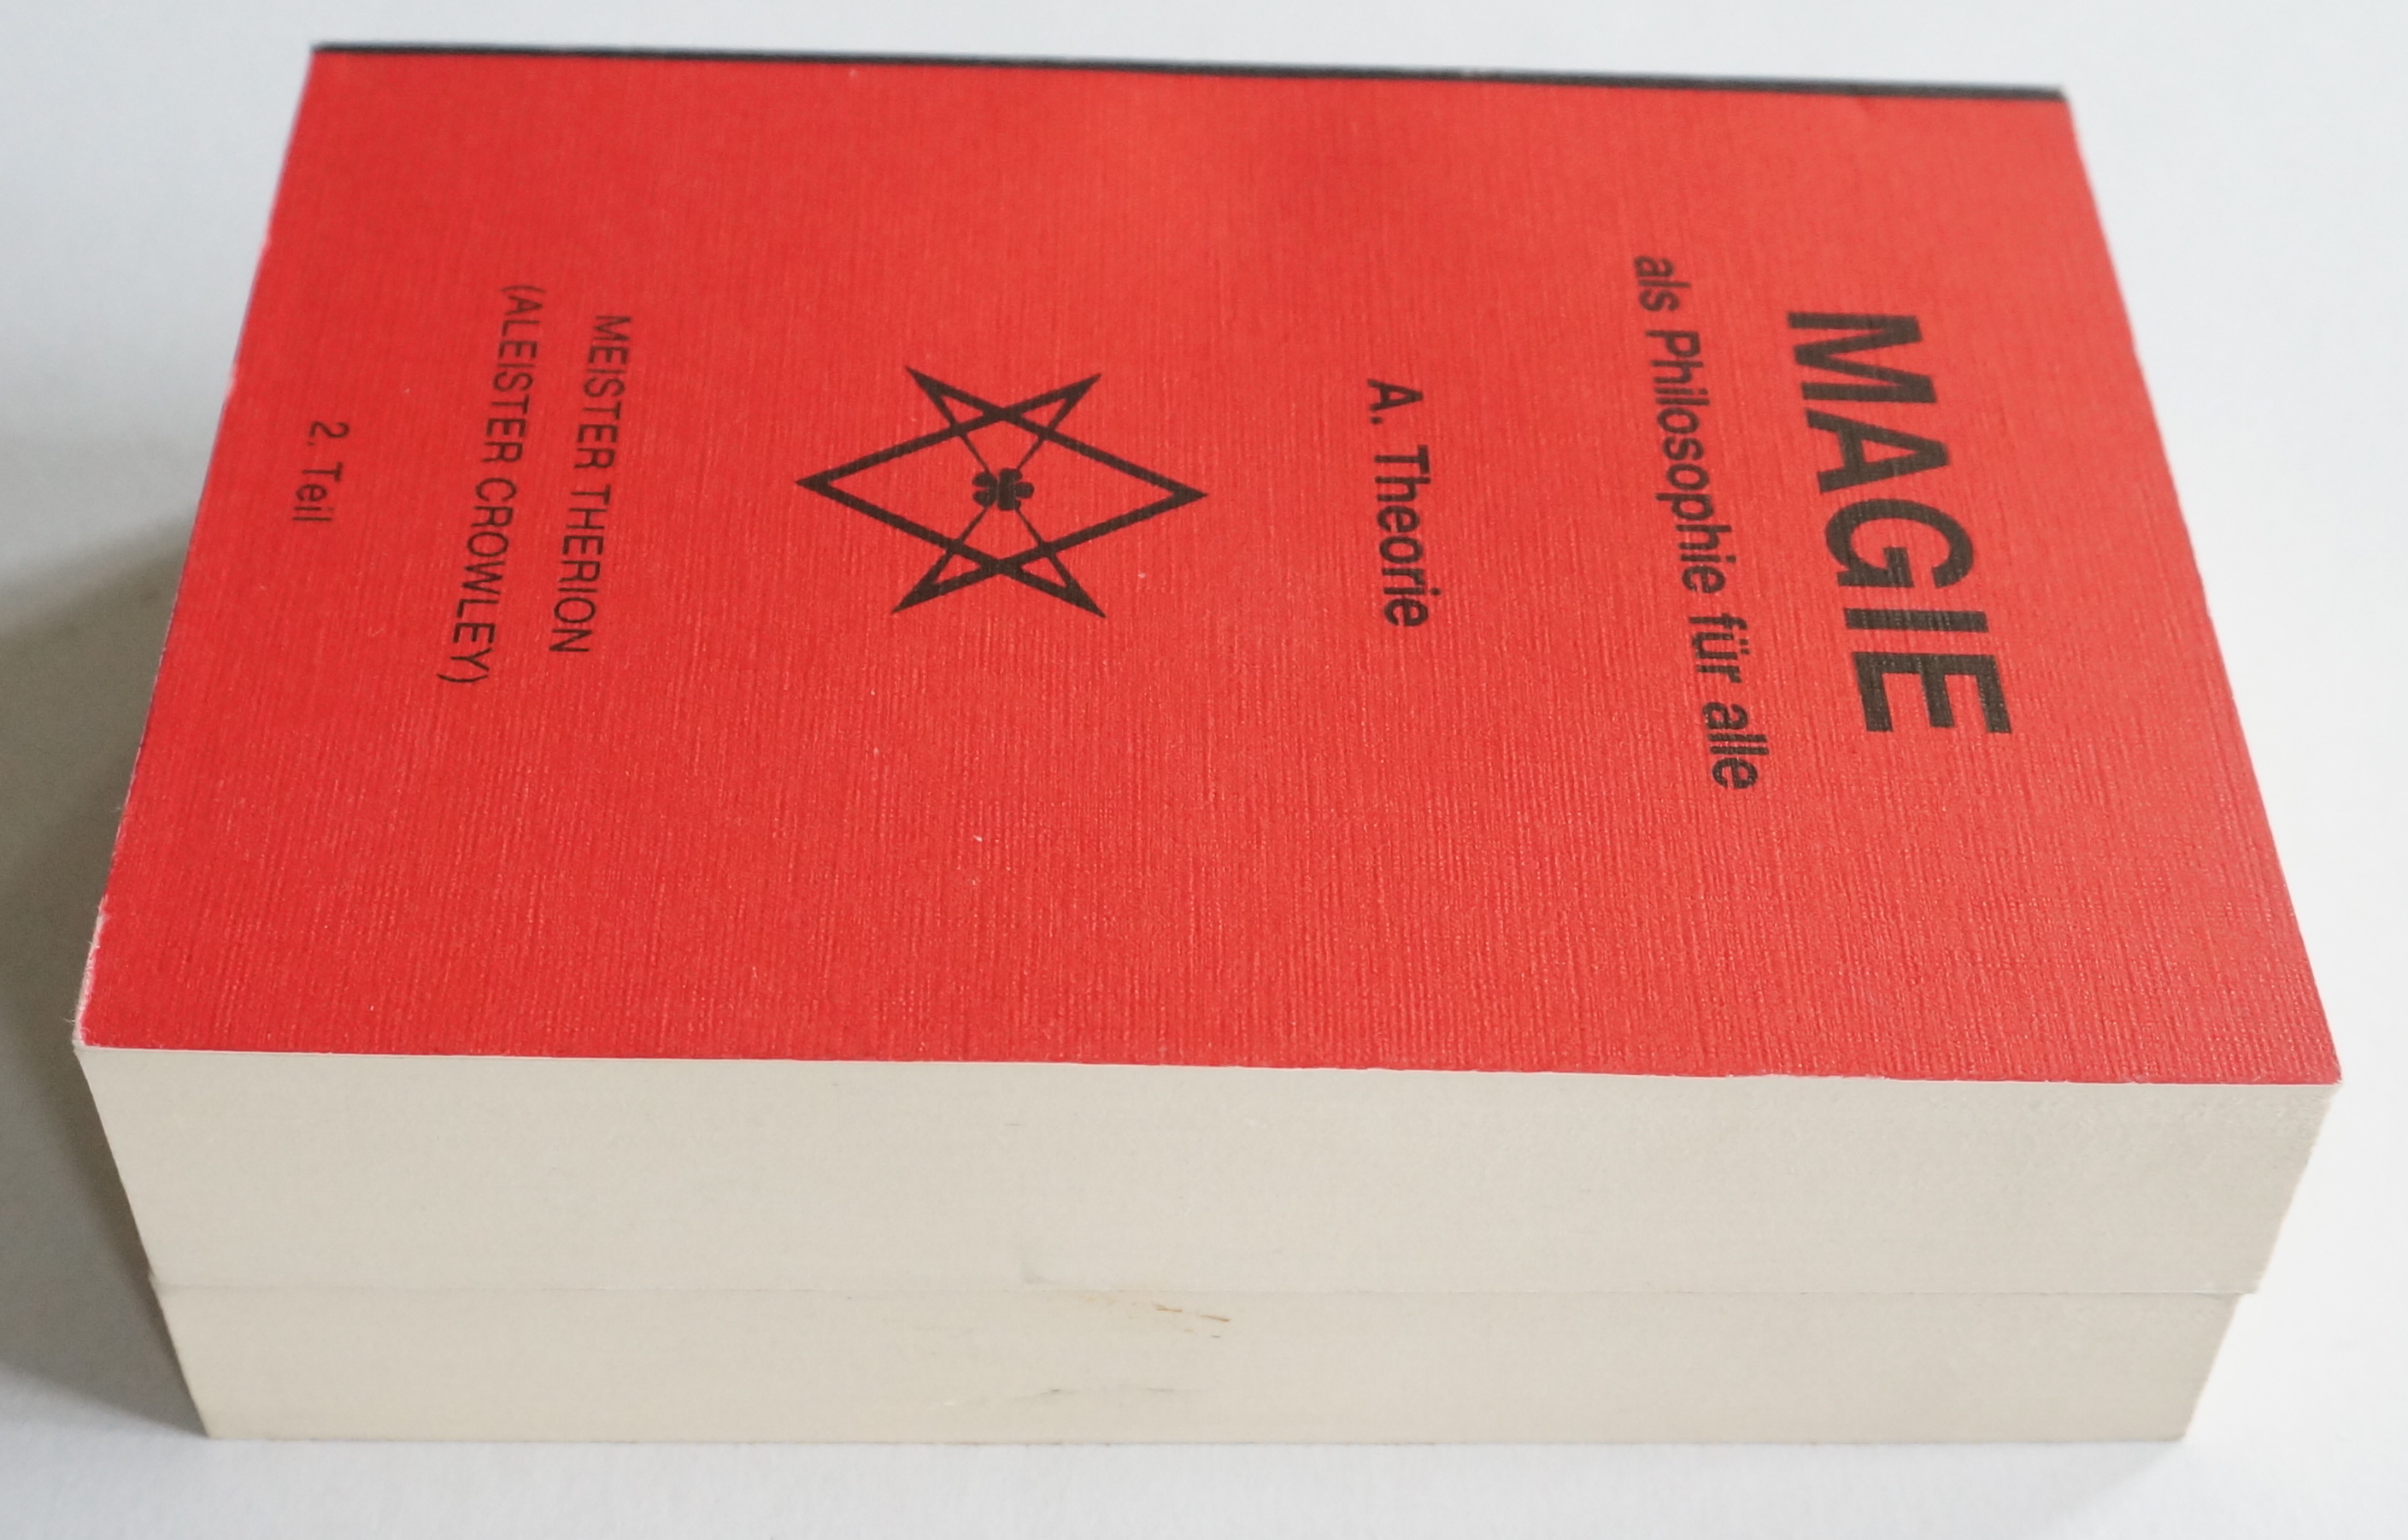 MAGIE
als Philosophie für alle
A. Theorie
MEISTER THERION
(ALEISTER CROWLEY)
2. Teil